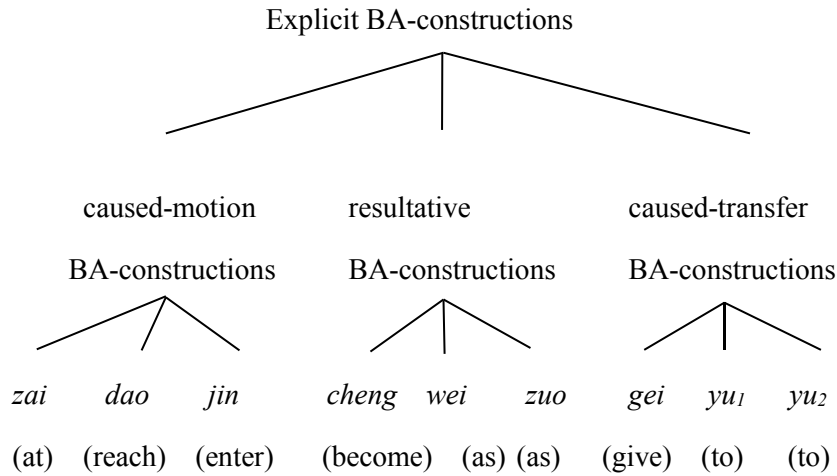 Explicit BA-constructions
caused-motion resultative caused-transfer
BA-constructions BA-constructions BA-constructions
zai dao jin cheng wei zuo gei yu1 yu2
(at) (reach) (enter) (become) (as) (as) (give) (to) (to)